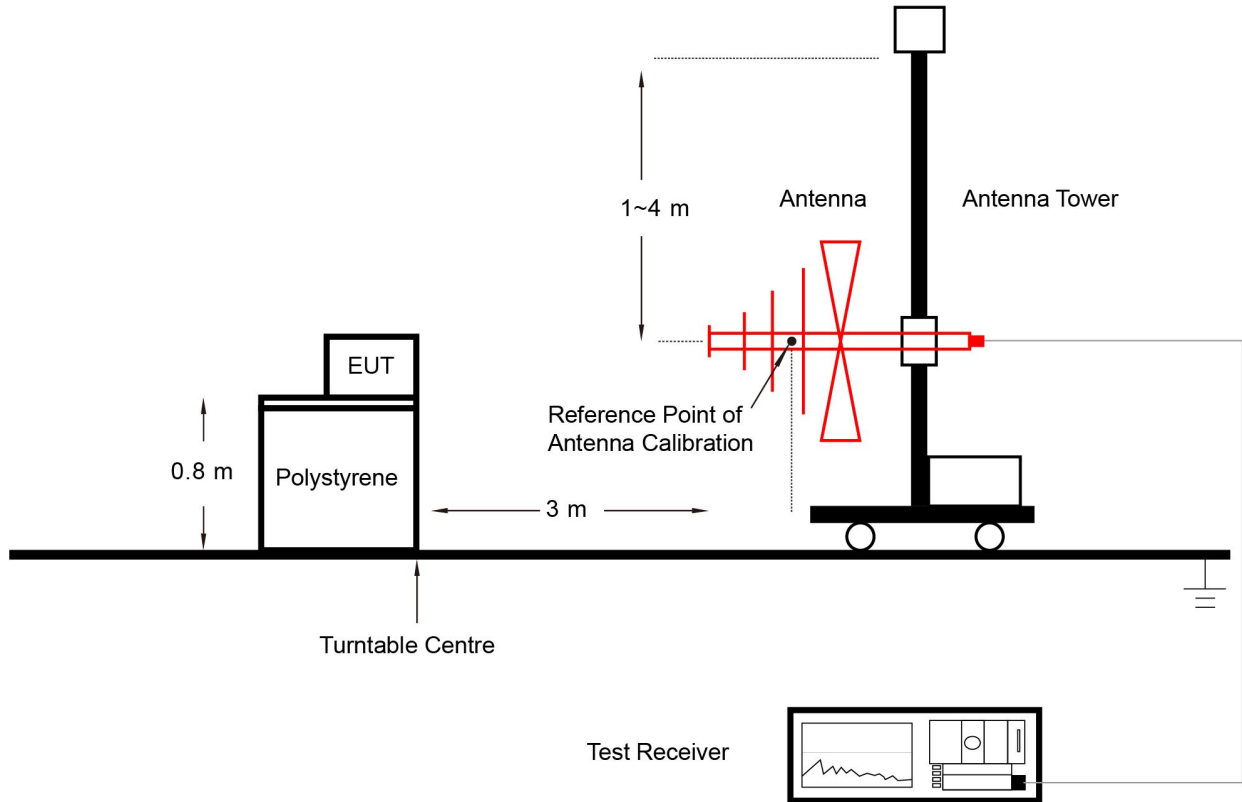 1~4 m
Antenna
Antenna Tower
EUT
Reference Point of
Antenna Calibration
0.8 m
Polystyrene
3 m
Turntable Centre
Test Receiver